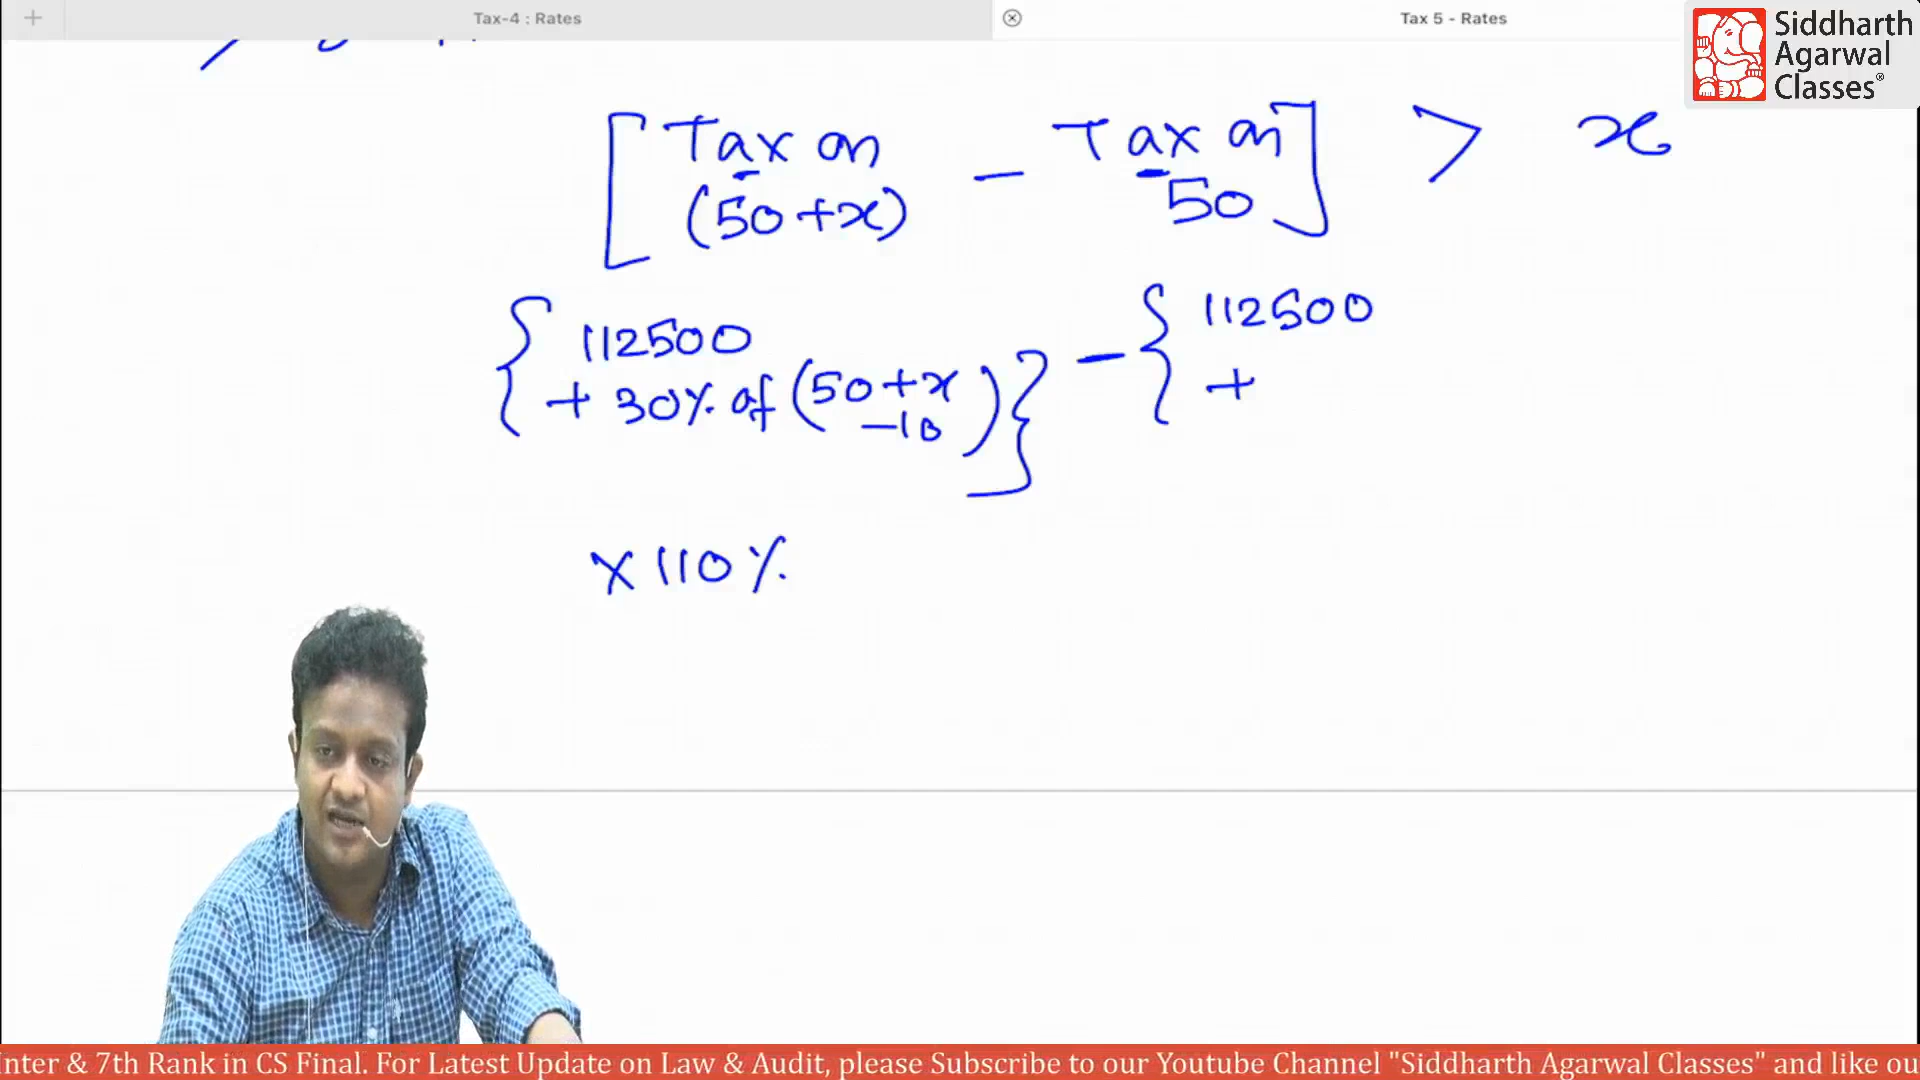 Tax-4 : Rates
Tax 5 - Rates
Siddharth
Agarwal
Classes®
[Tax on (50+x) - Tax on 50] > x
{112500 + 30% of (50+x-10)} - {112500 +
x110%
Inter & 7th Rank in CS Final. For Latest Update on Law & Audit, please Subscribe to our Youtube Channel "Siddharth Agarwal Classes" and like ou